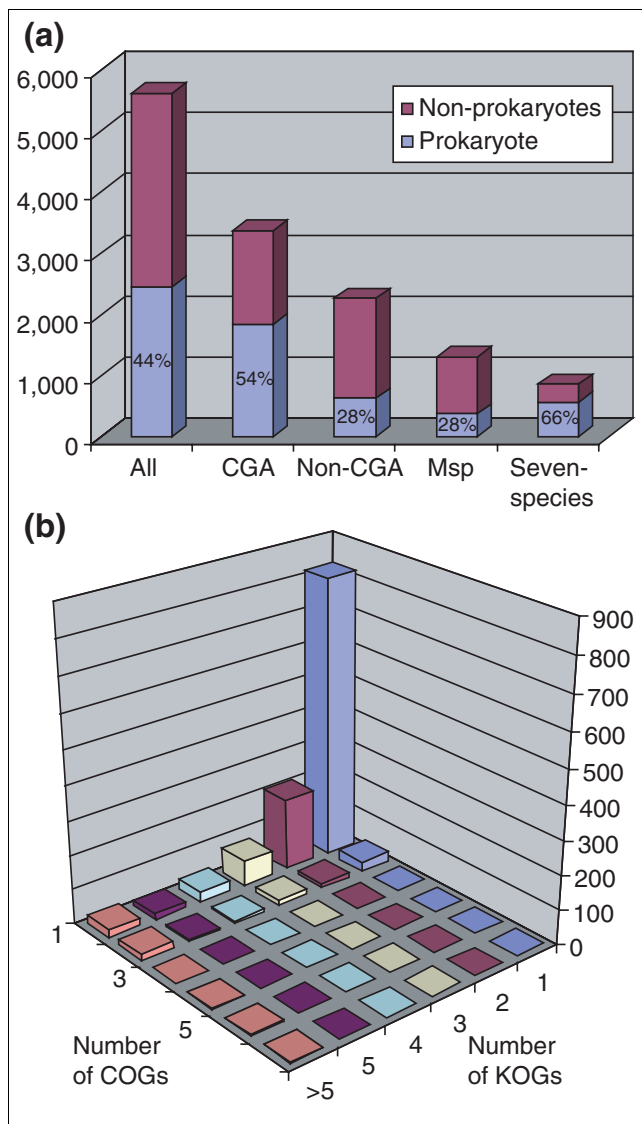 (a)
6,000
5,000
4,000
3,000
2,000
1,000
0
Non-prokaryotes
Prokaryote
44%
54%
28%
28%
66%
All
CGA
Non-CGA
Msp
Seven-
species
(b)
900
800
700
600
500
400
300
200
100
0
1
3
5
Number
of COGs
>5
5
4
3
2
1
Number
of KOGs